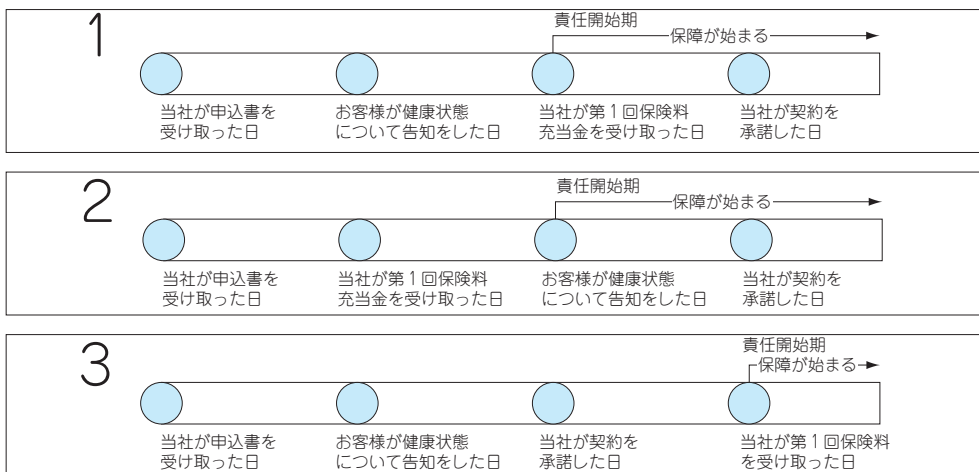 1
責任開始期
保障が始まる
当社が申込書を
受け取った日
お客様が健康状態
について告知をした日
当社が第1回保険料
充当金を受け取った日
当社が契約を
承諾した日
2
責任開始期
保障が始まる
当社が申込書を
受け取った日
当社が第1回保険料
充当金を受け取った日
お客様が健康状態
について告知をした日
当社が契約を
承諾した日
3
責任開始期
保障が始まる
当社が申込書を
受け取った日
お客様が健康状態
について告知をした日
当社が契約を
承諾した日
当社が第1回保険料
を受け取った日